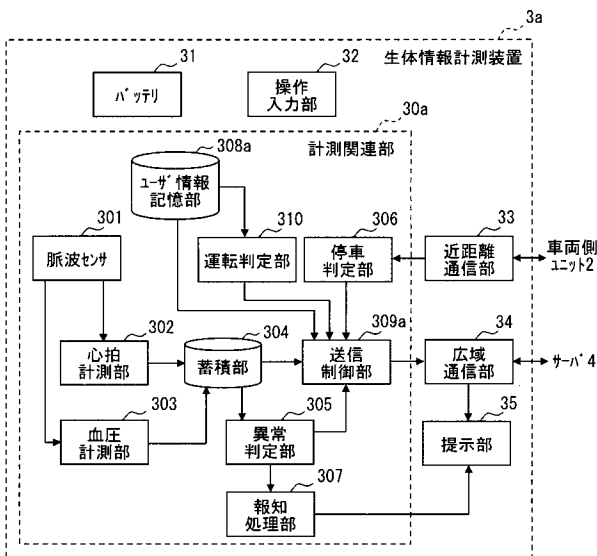 3a
生体情報計測装置
31
バッテリ
32
操作
入力部
30a
計測関連部
308a
ユーザ情報
記憶部
301
脈波センサ
310
運転判定部
306
停車
判定部
33
近距離
通信部
車両側
ユニット2
302
心拍
計測部
304
蓄積部
309a
送信
制御部
34
広域
通信部
サーバ4
303
血圧
計測部
305
異常
判定部
35
提示部
307
報知
処理部